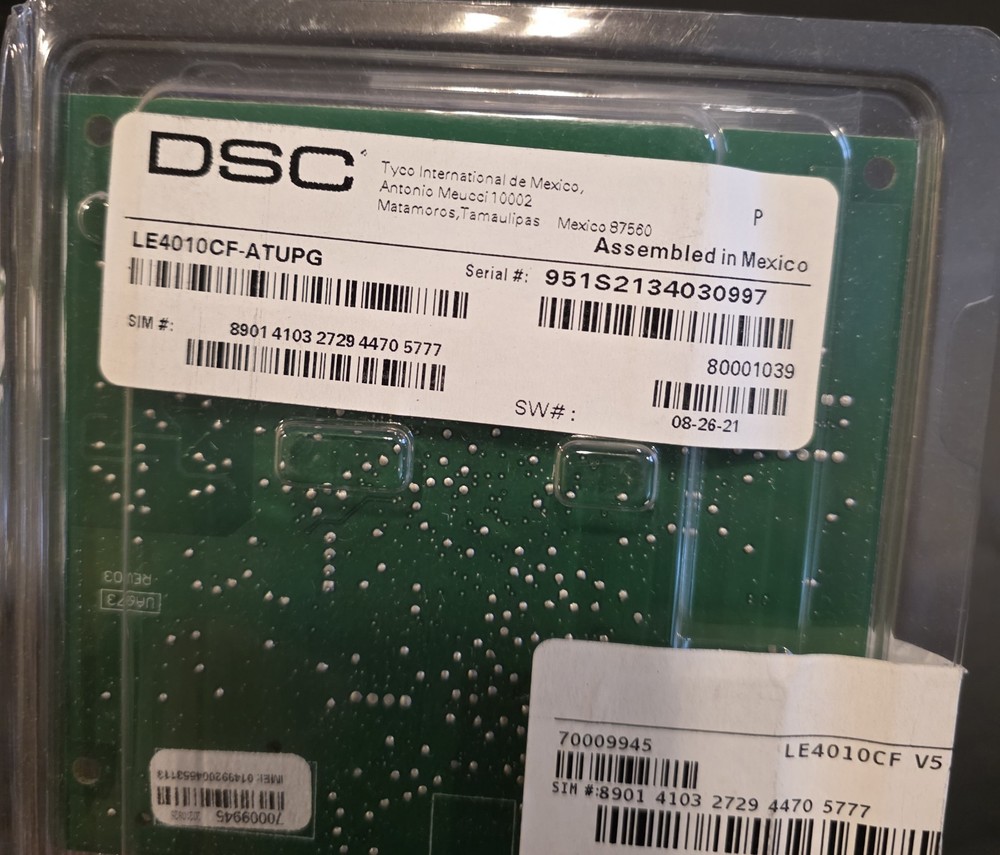 DSC
Tyco International de Mexico,
Antonio Meucci 10002
Matamoros,Tamaulipas Mexico 87560
P
Assembled in Mexico
LE4010CF-ATUPG
Serial #: 951S2134030997
SIM #: 8901 4103 2729 4470 5777
80001039
SW#:
08-26-21
REV03
UA673
70009945
LE4010CF V5
SIM #:8901 4103 2729 4470 5777
70009945